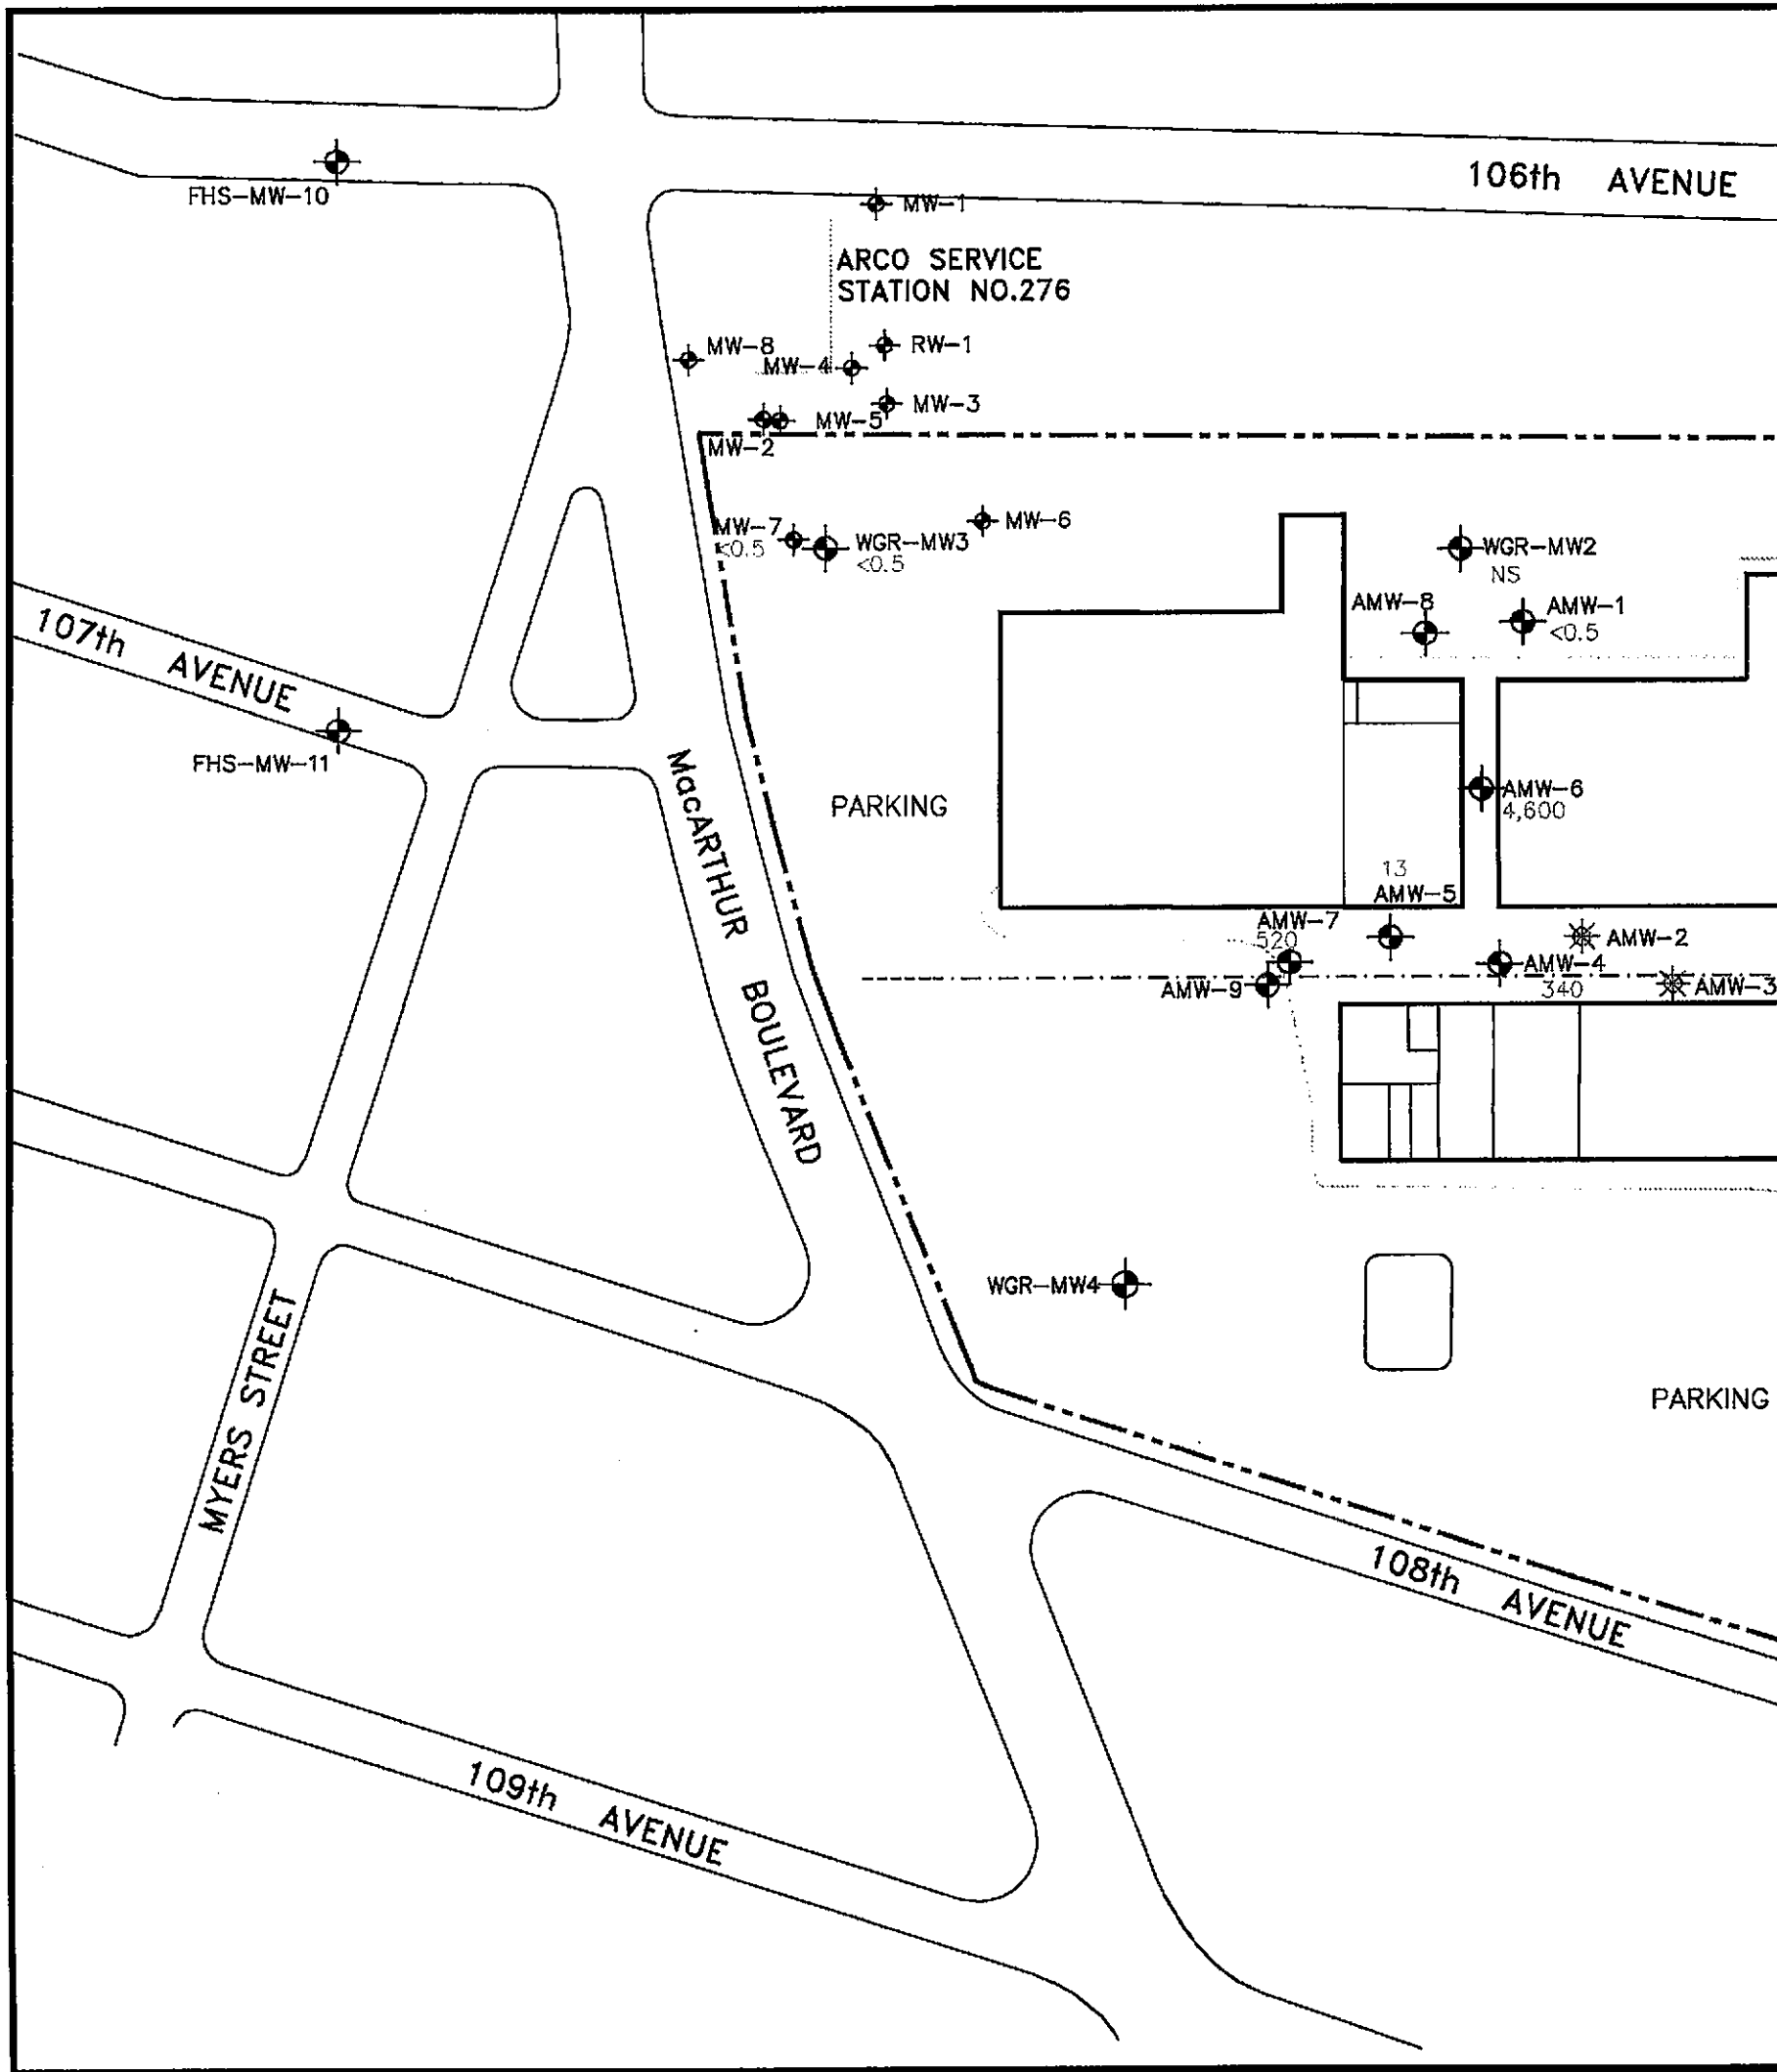 106th AVENUE
FHS-MW-10
MW-1
ARCO SERVICE
STATION NO.276
MW-8
RW-1
MW-4
MW-3
MW-5
MW-2
MW-7
<0.5
WGR-MW3
<0.5
MW-6
WGR-MW2
NS
AMW-8
AMW-1
<0.5
107th AVENUE
FHS-MW-11
MacARTHUR BOULEVARD
PARKING
AMW-6
4,600
13
AMW-5
AMW-7
520
AMW-2
AMW-4
340
AMW-9
AMW-3
WGR-MW4
MYERS STREET
PARKING
108th AVENUE
109th AVENUE